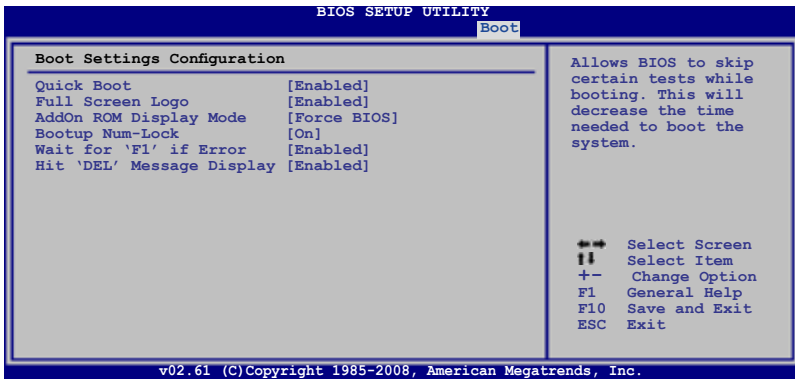 BIOS SETUP UTILITY
Boot
Boot Settings Configuration
Quick Boot [Enabled]
Full Screen Logo [Enabled]
AddOn ROM Display Mode [Force BIOS]
Bootup Num-Lock [On]
Wait for ‘F1’ if Error [Enabled]
Hit ‘DEL’ Message Display [Enabled]
Allows BIOS to skip
certain tests while
booting. This will
decrease the time
needed to boot the
system.
←→ Select Screen
↑↓ Select Item
+- Change Option
F1 General Help
F10 Save and Exit
ESC Exit
v02.61 (C)Copyright 1985-2008, American Megatrends, Inc.